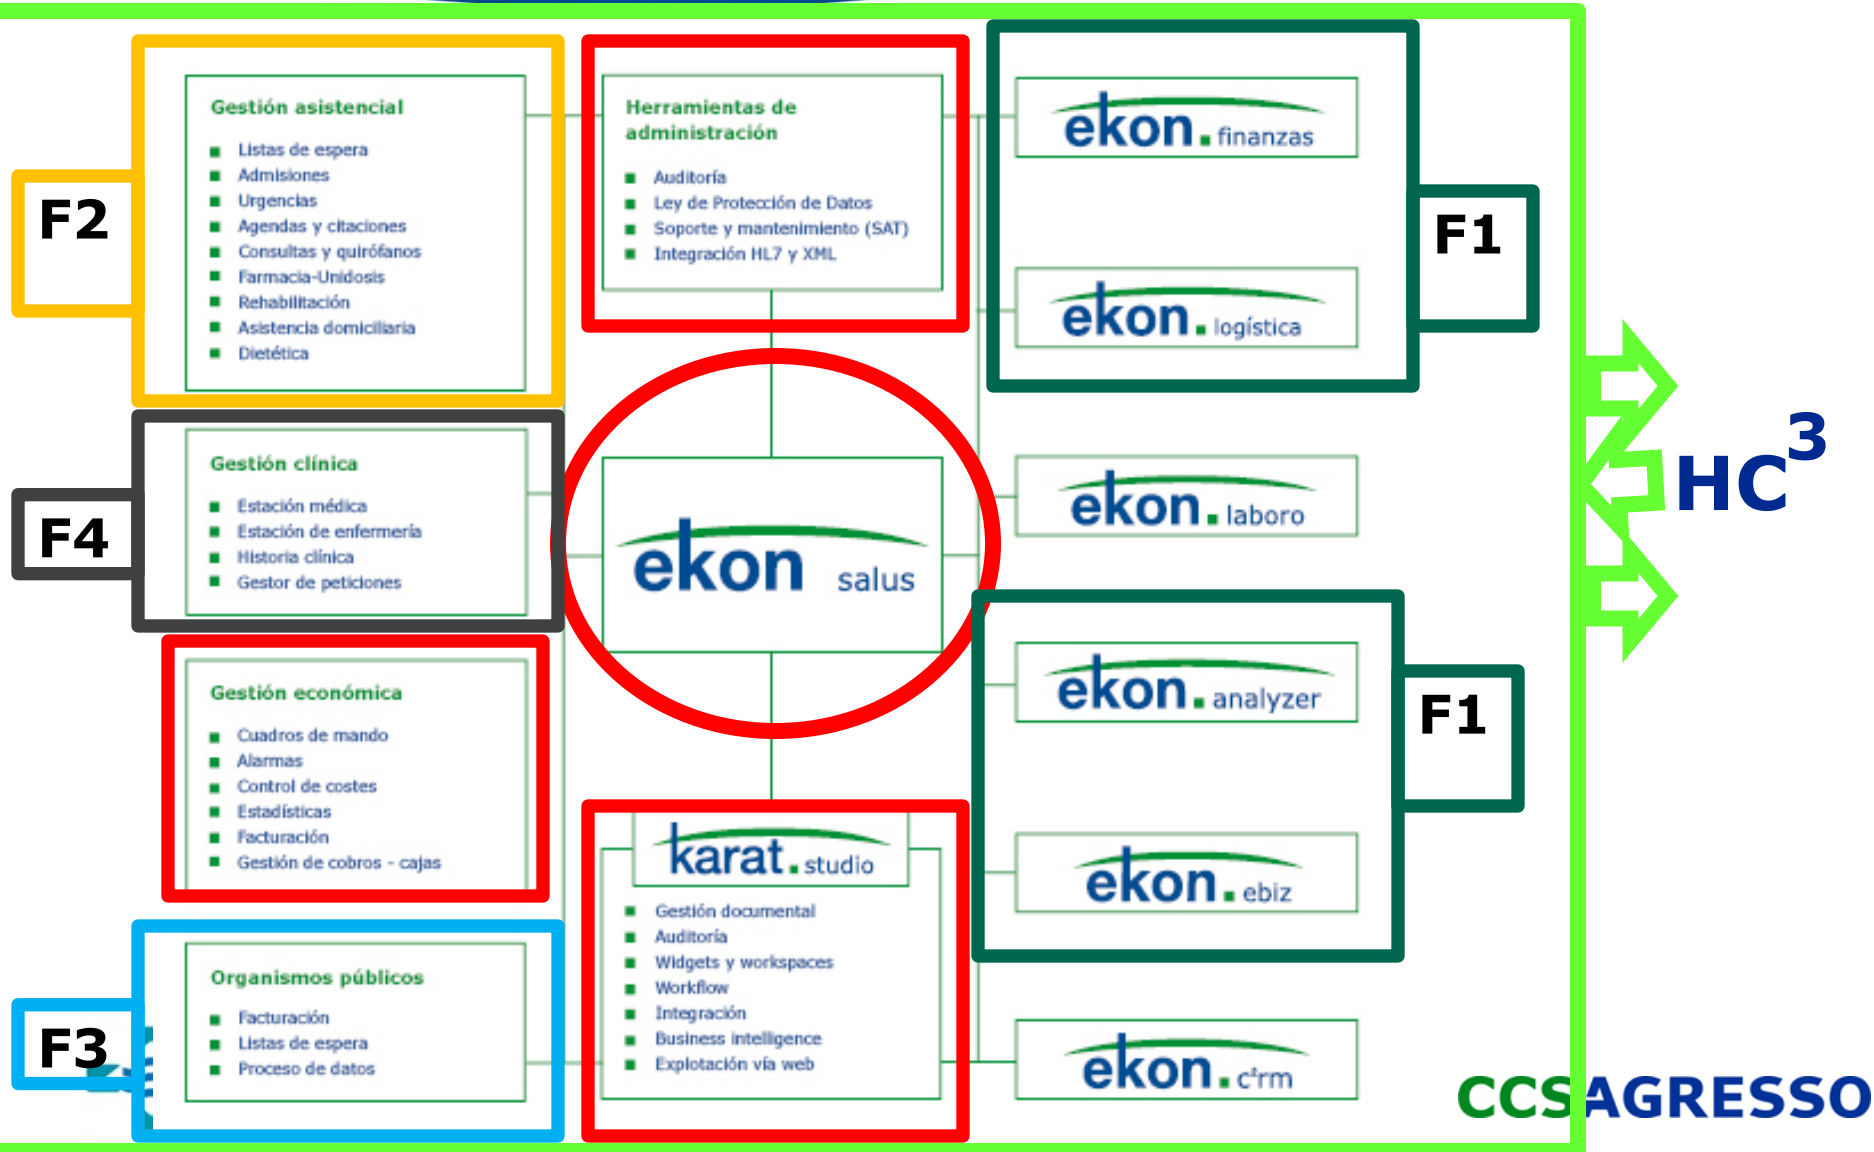 F2
Gestión asistencial
Listas de espera
Admisiones
Urgencias
Agendas y citaciones
Consultas y quirófanos
Farmacia-Unidosis
Rehabilitación
Asistencia domiciliaria
Dietética
Herramientas de
administración
Auditoría
Ley de Protección de Datos
Soporte y mantenimiento (SAT)
Integración HL7 y XML
ekon.finanzas
ekon.logística
F1
F4
Gestión clínica
Estación médica
Estación de enfermería
Historia clínica
Gestor de peticiones
ekon salus
ekon.laboro
HC³
Gestión económica
Cuadros de mando
Alarmas
Control de costes
Estadísticas
Facturación
Gestión de cobros - cajas
ekon.analyzer
ekon.ebiz
F1
F3
Organismos públicos
Facturación
Listas de espera
Proceso de datos
karat.studio
Gestión documental
Auditoría
Widgets y workspaces
Workflow
Integración
Business intelligence
Explotación vía web
ekon.c²rm
CCSAGRESSO